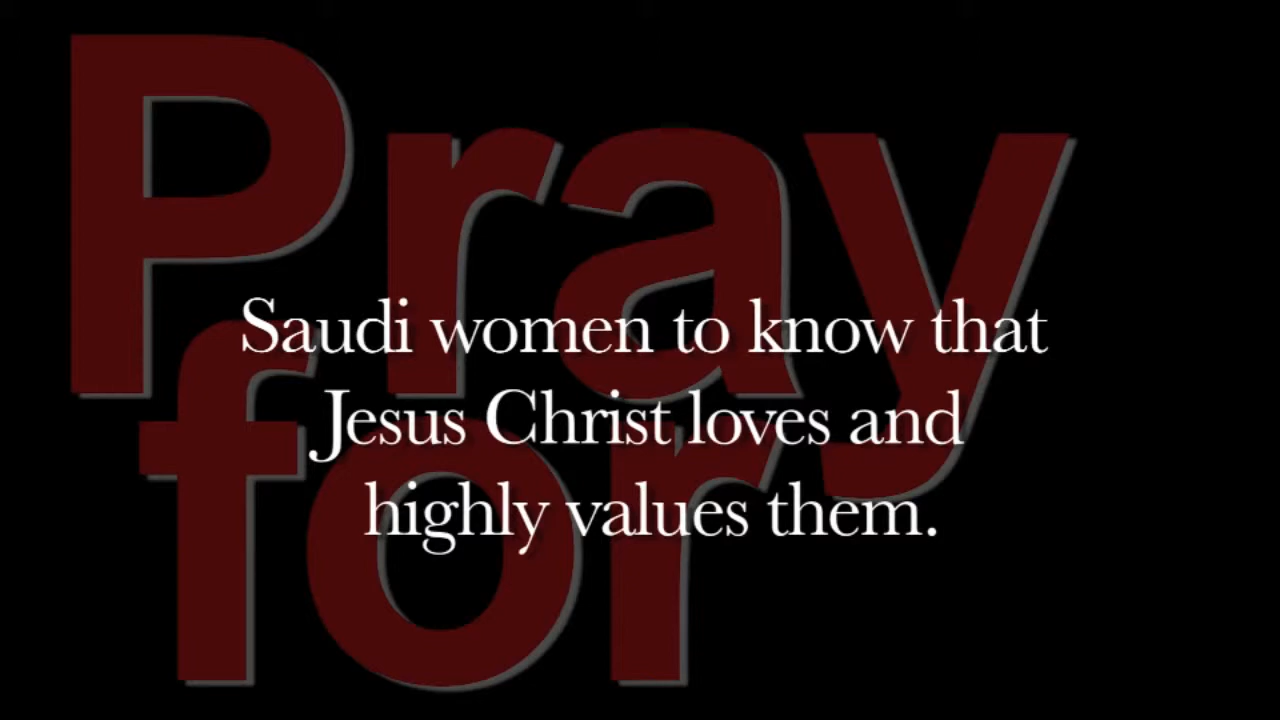 Pray
for
Saudi women to know that
Jesus Christ loves and
highly values them.